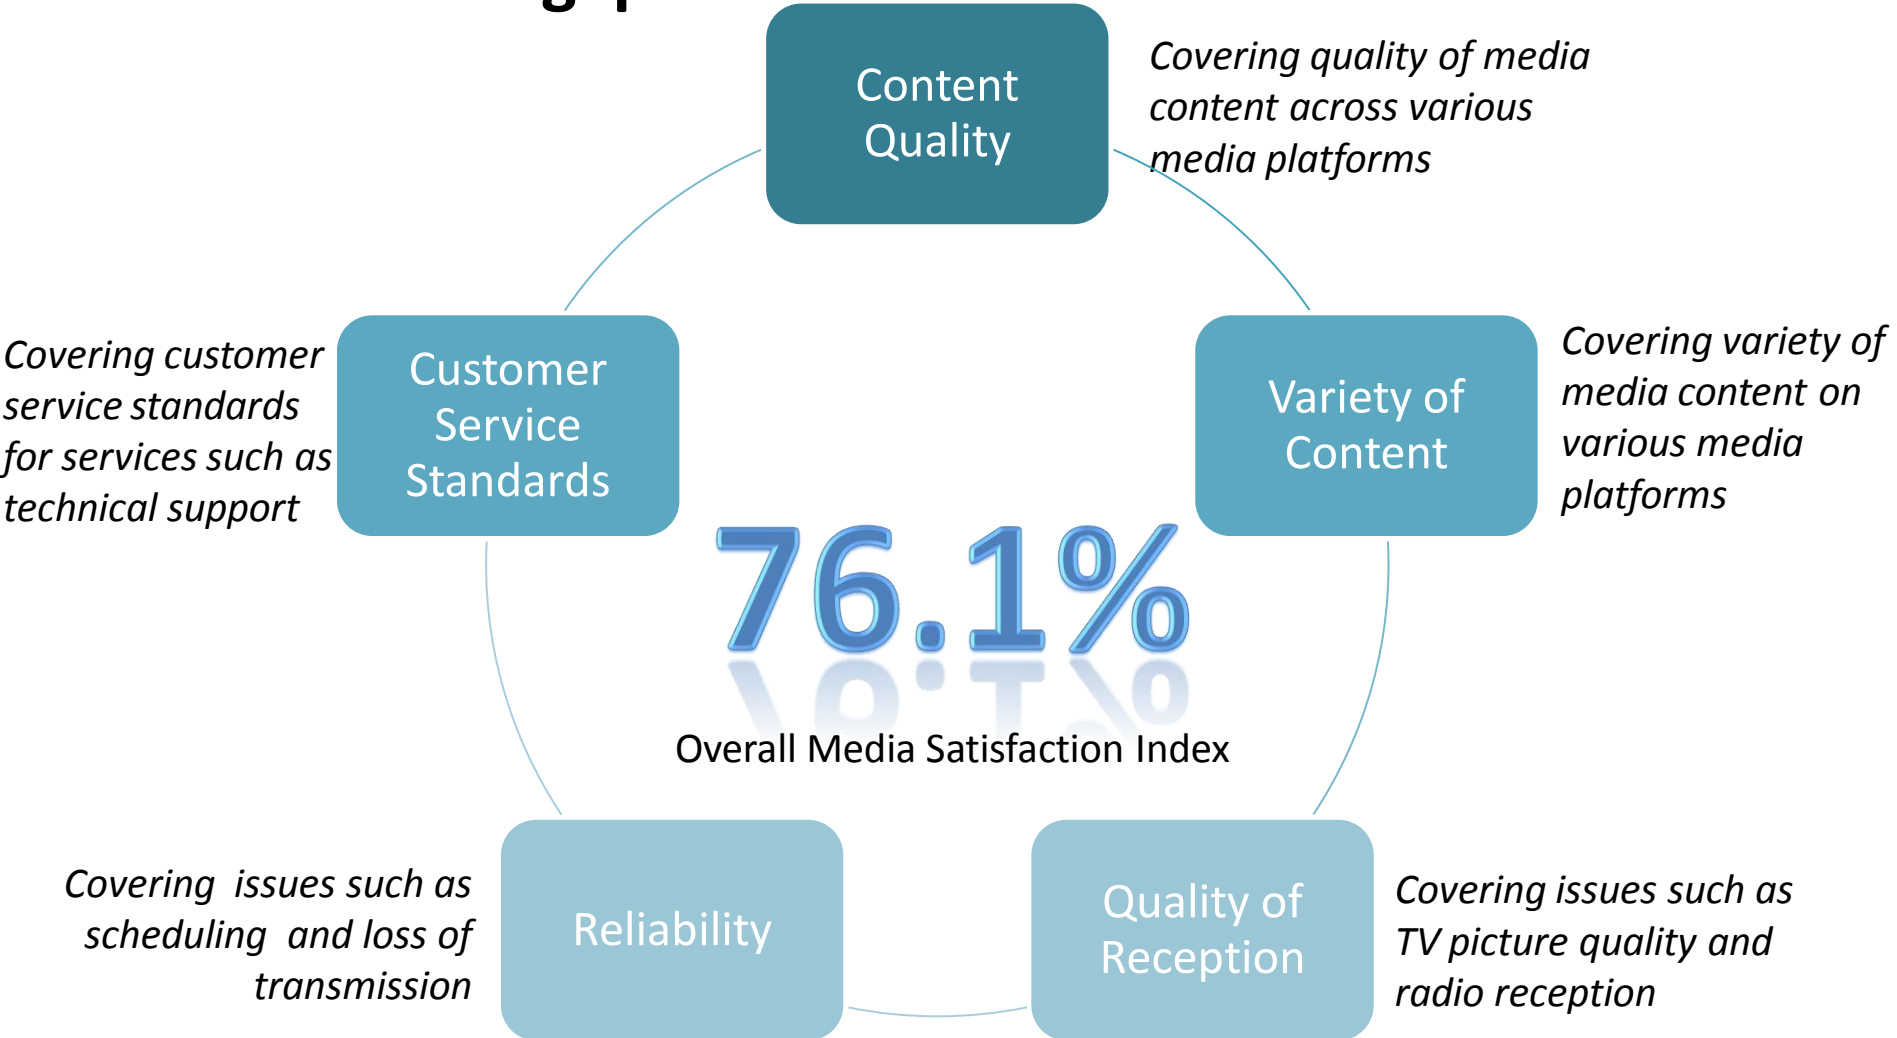 Content
Quality
Covering quality of media
content across various
media platforms
Customer
Service
Standards
Covering customer
service standards
for services such as
technical support
Variety of
Content
Covering variety of
media content on
various media
platforms
76.1%
Overall Media Satisfaction Index
Reliability
Covering issues such as
scheduling and loss of
transmission
Quality of
Reception
Covering issues such as
TV picture quality and
radio reception